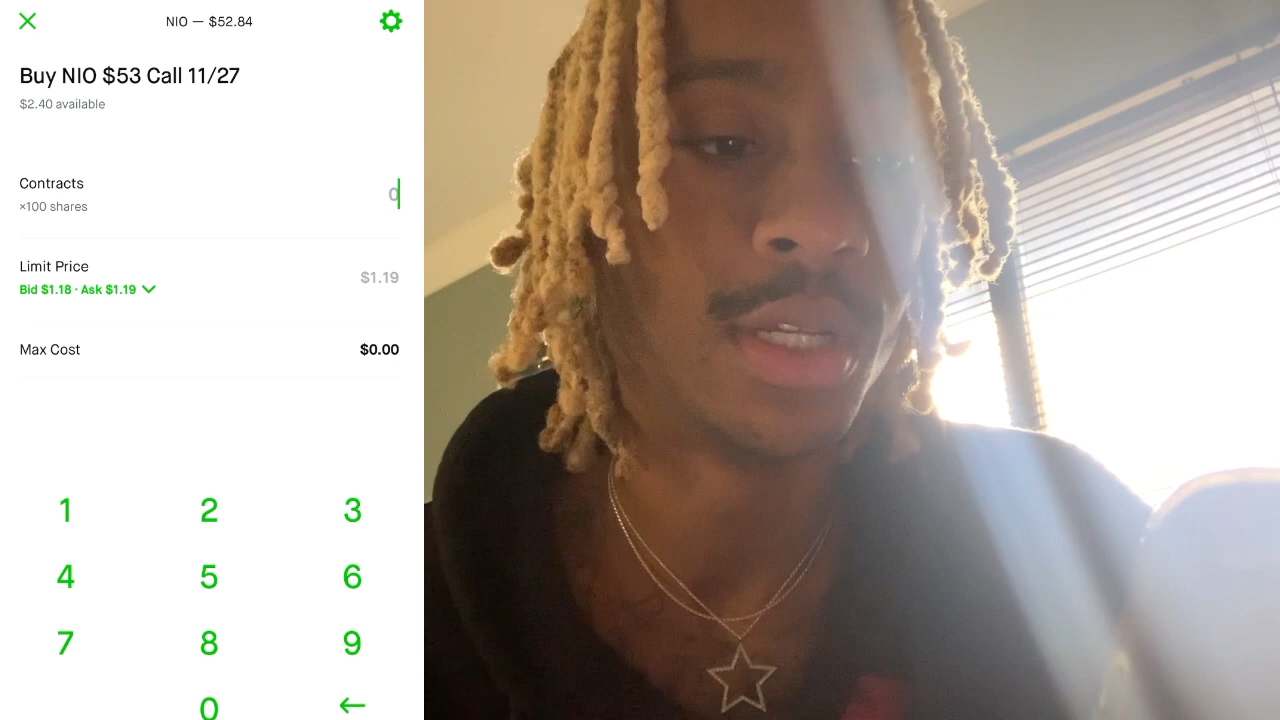 NIO — $52.84
Buy NIO $53 Call 11/27
$2.40 available
Contracts
0
×100 shares
Limit Price
$1.19
Bid $1.18 · Ask $1.19
Max Cost
$0.00
1 2 3
4 5 6
7 8 9
0 ←